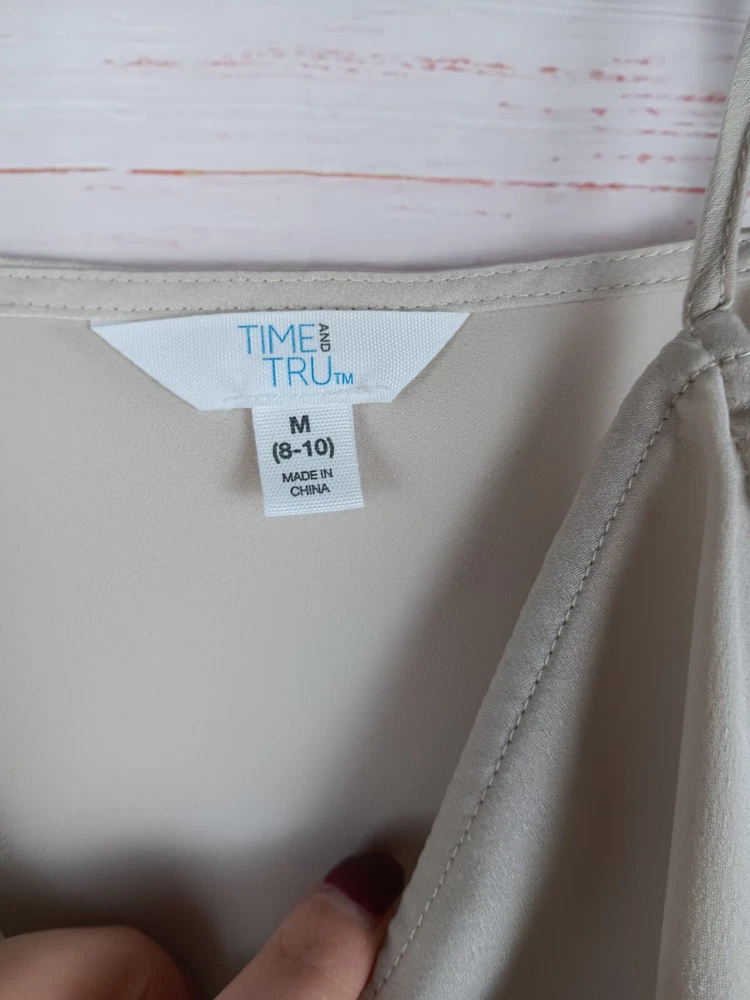 TIME AND
TRU™
M
(8-10)
MADE IN
CHINA